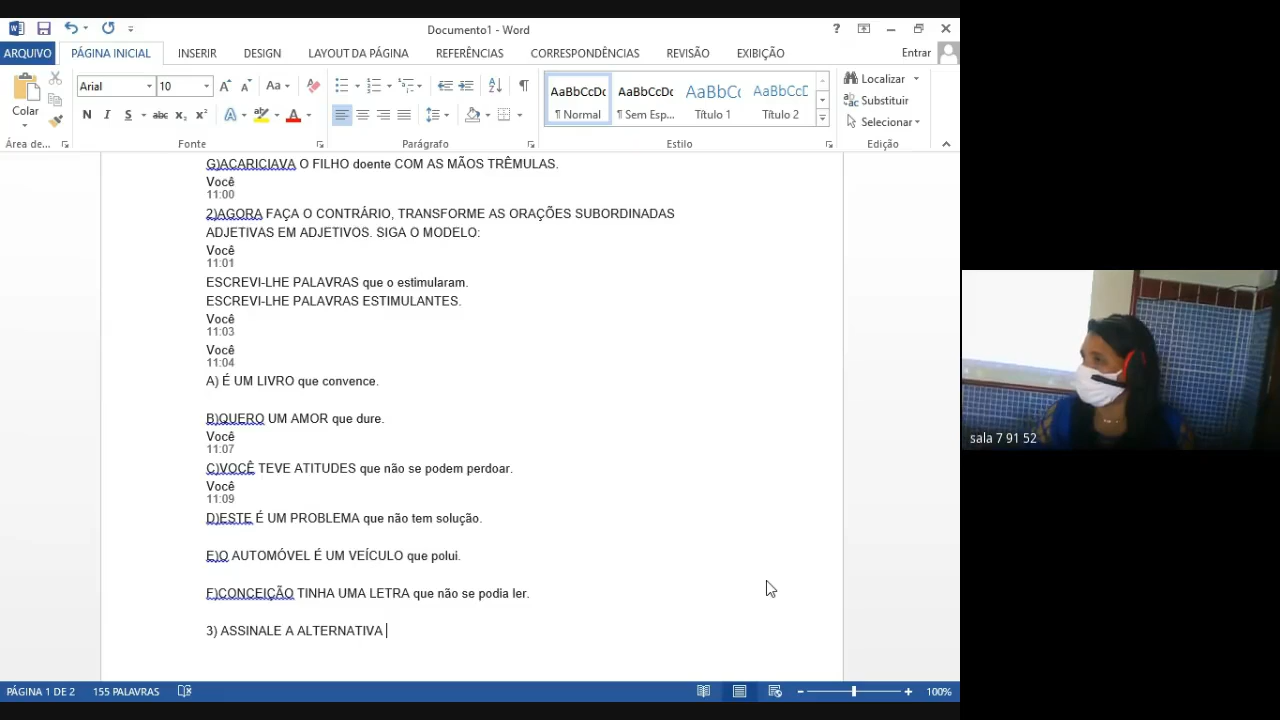 Documento1 - Word
?
ARQUIVO PÁGINA INICIAL INSERIR DESIGN LAYOUT DA PÁGINA REFERÊNCIAS CORRESPONDÊNCIAS REVISÃO EXIBIÇÃO Entrar
Colar
Arial 10
Aa
N I S abc x₂ x² A A
AaBbCcDc AaBbCcDc AaBbCc AaBbCcD
¶ Normal ¶ Sem Esp... Título 1 Título 2
Localizar
Substituir
Selecionar
Área de... Fonte Parágrafo Estilo Edição
G)ACARICIAVA O FILHO doente COM AS MÃOS TRÊMULAS.
Você
11:00
2)AGORA FAÇA O CONTRÁRIO, TRANSFORME AS ORAÇÕES SUBORDINADAS
ADJETIVAS EM ADJETIVOS. SIGA O MODELO:
Você
11:01
ESCREVI-LHE PALAVRAS que o estimularam.
ESCREVI-LHE PALAVRAS ESTIMULANTES.
Você
11:03
Você
11:04
A) É UM LIVRO que convence.
B)QUERO UM AMOR que dure.
Você
11:07
C)VOCÊ TEVE ATITUDES que não se podem perdoar.
Você
11:09
D)ESTE É UM PROBLEMA que não tem solução.
E)O AUTOMÓVEL É UM VEÍCULO que polui.
F)CONCEIÇÃO TINHA UMA LETRA que não se podia ler.
3) ASSINALE A ALTERNATIVA
PÁGINA 1 DE 2 155 PALAVRAS 100%
sala 7 91 52